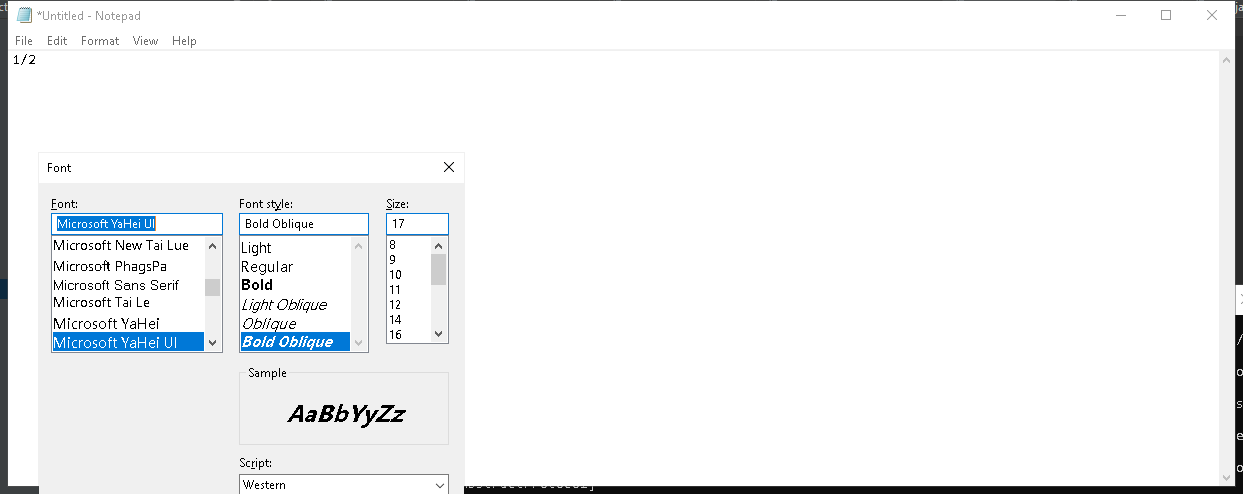 *Untitled - Notepad
File Edit Format View Help
1/2
Font
Font: Font style: Size:
Microsoft YaHei UI Bold Oblique 17
Microsoft New Tai Lue
Microsoft PhagsPa
Microsoft Sans Serif
Microsoft Tai Le
Microsoft YaHei
Microsoft YaHei UI
Light
Regular
Bold
Light Oblique
Oblique
Bold Oblique
8
9
10
11
12
14
16
Sample
AaBbYyZz
Script:
Western